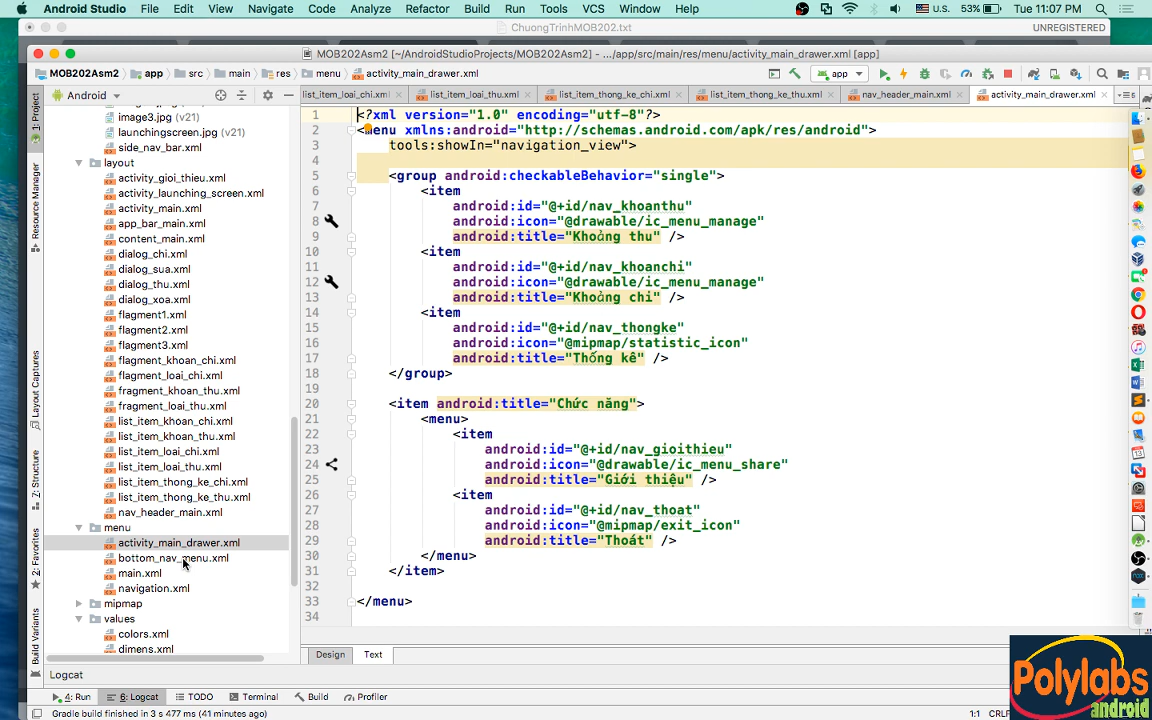 Android Studio File Edit View Navigate Code Analyze Refactor Build Run Tools VCS Window Help U.S. 53% Tue 11:07 PM
ChuongTrinhMOB202.txt UNREGISTERED
MOB202Asm2 [~/AndroidStudioProjects/MOB202Asm2] - .../app/src/main/res/menu/activity_main_drawer.xml [app]
MOB202Asm2 app src main res menu activity_main_drawer.xml app
Android list_item_loai_chi.xml list_item_loai_thu.xml list_item_thong_ke_chi.xml list_item_thong_ke_thu.xml nav_header_main.xml activity_main_drawer.xml
1: Project
Resource Manager
Layout Captures
Z: Structure
2: Favorites
Build Variants
image3.jpg (v21)
launchingscreen.jpg (v21)
side_nav_bar.xml
layout
activity_gioi_thieu.xml
activity_launching_screen.xml
activity_main.xml
app_bar_main.xml
content_main.xml
dialog_chi.xml
dialog_sua.xml
dialog_thu.xml
dialog_xoa.xml
flagment1.xml
flagment2.xml
flagment3.xml
flagment_khoan_chi.xml
flagment_loai_chi.xml
fragment_khoan_thu.xml
fragment_loai_thu.xml
list_item_khoan_chi.xml
list_item_khoan_thu.xml
list_item_loai_chi.xml
list_item_loai_thu.xml
list_item_thong_ke_chi.xml
list_item_thong_ke_thu.xml
nav_header_main.xml
menu
activity_main_drawer.xml
bottom_nav_menu.xml
main.xml
navigation.xml
mipmap
values
colors.xml
dimens.xml
1 <?xml version="1.0" encoding="utf-8"?>
2 <menu xmlns:android="http://schemas.android.com/apk/res/android"
3 tools:showIn="navigation_view">
4
5 <group android:checkableBehavior="single">
6 <item
7 android:id="@+id/nav_khoanthu"
8 android:icon="@drawable/ic_menu_manage"
9 android:title="Khoản thu" />
10 <item
11 android:id="@+id/nav_khoanchi"
12 android:icon="@drawable/ic_menu_manage"
13 android:title="Khoản chi" />
14 <item
15 android:id="@+id/nav_thongke"
16 android:icon="@mipmap/statistic_icon"
17 android:title="Thống kê" />
18 </group>
19
20 <item android:title="Chức năng">
21 <menu>
22 <item
23 android:id="@+id/nav_gioithieu"
24 android:icon="@drawable/ic_menu_share"
25 android:title="Giới thiệu" />
26 <item
27 android:id="@+id/nav_thoat"
28 android:icon="@mipmap/exit_icon"
29 android:title="Thoát" />
30 </menu>
31 </item>
32
33 </menu>
34
Design Text
Logcat
4: Run 6: Logcat TODO Terminal Build Profiler
Gradle build finished in 3 s 477 ms (41 minutes ago) 1:1 CRLF
Polylabs
android